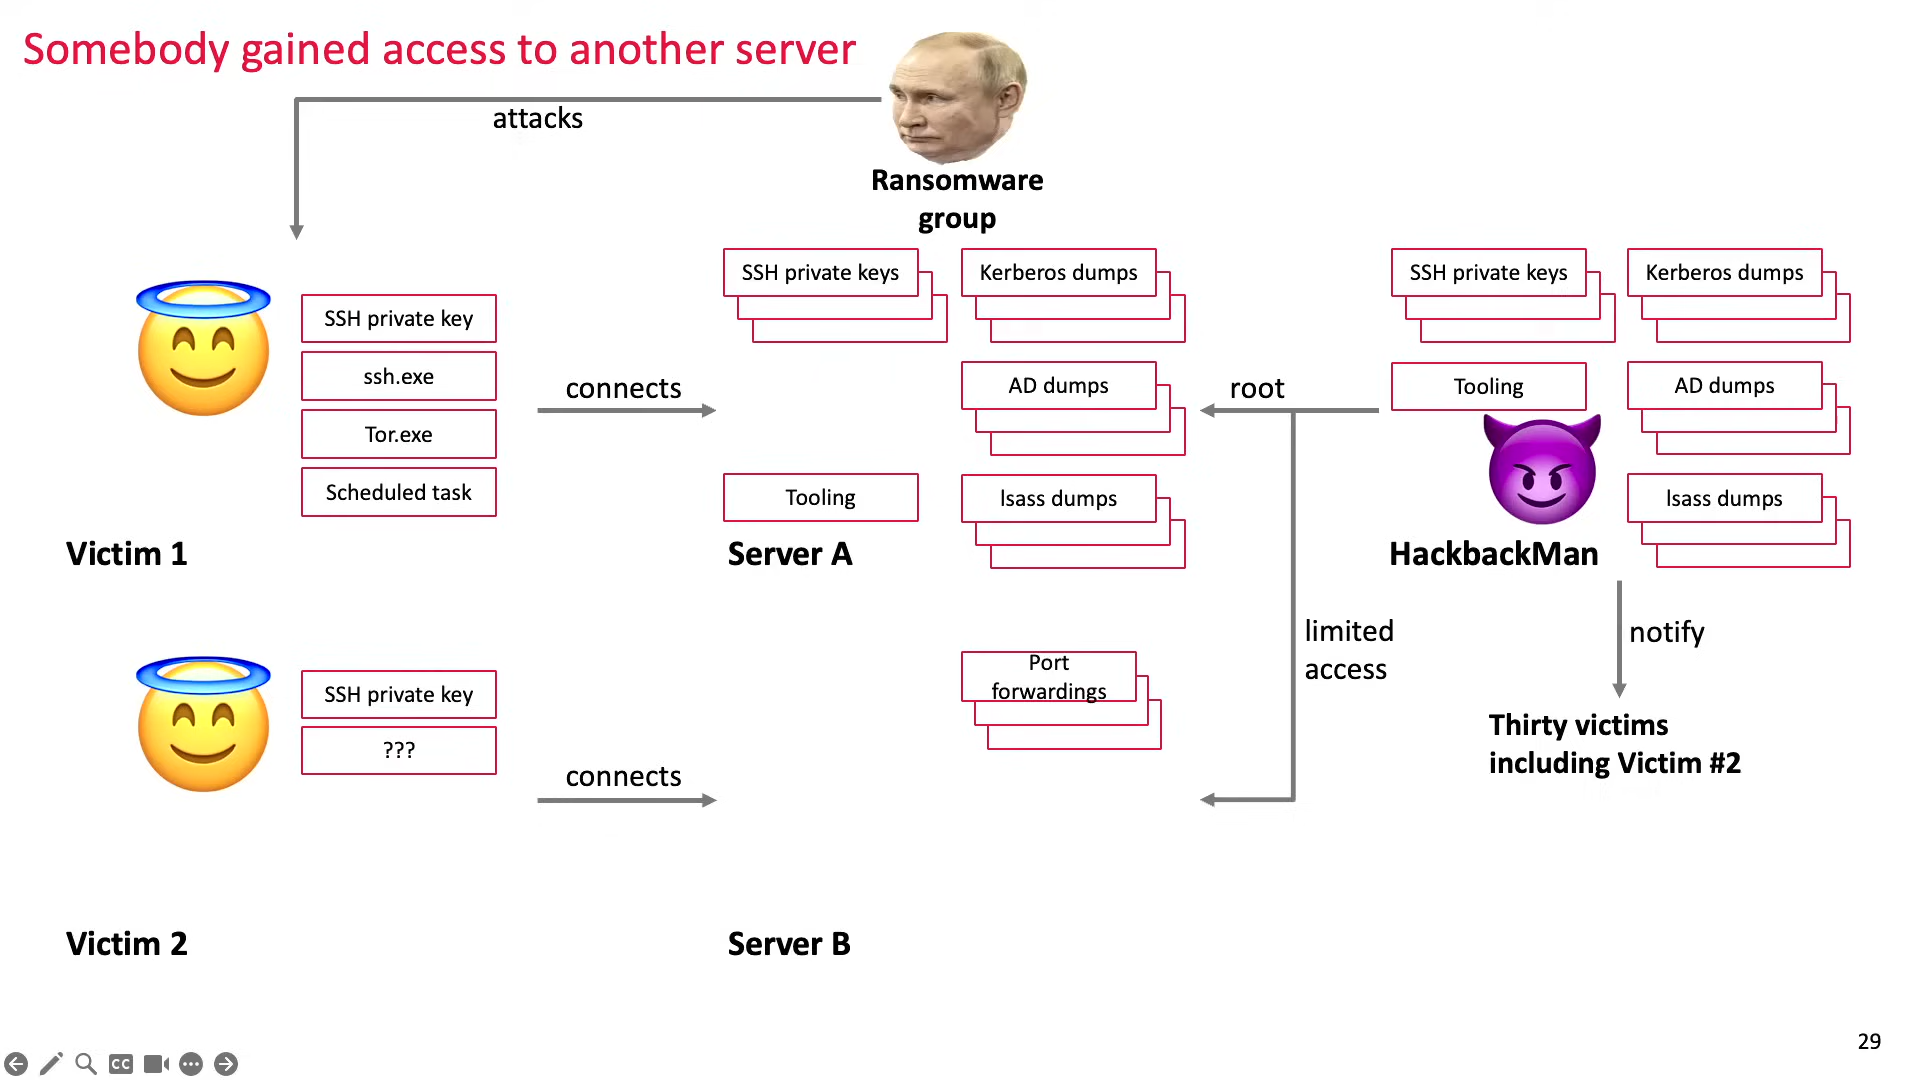 Somebody gained access to another server
attacks
Ransomware
group
SSH private key
ssh.exe
Tor.exe
Scheduled task
Victim 1
connects
SSH private keys
Kerberos dumps
AD dumps
Tooling
lsass dumps
Server A
root
SSH private keys
Kerberos dumps
Tooling
AD dumps
lsass dumps
HackbackMan
limited
access
notify
Thirty victims
including Victim #2
SSH private key
???
Victim 2
connects
Port
forwardings
Server B
29
CC